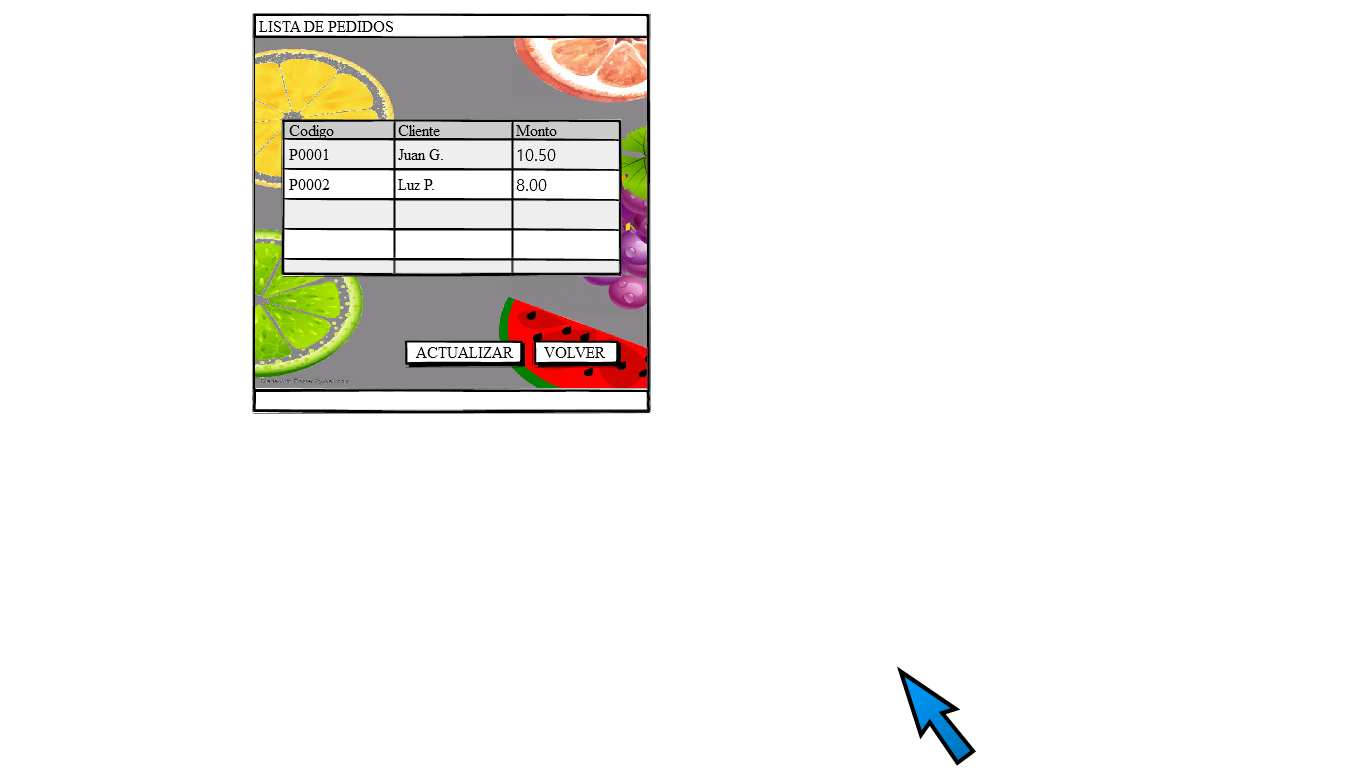 LISTA DE PEDIDOS
Codigo Cliente Monto
P0001 Juan G. 10.50
P0002 Luz P. 8.00
ACTUALIZAR VOLVER